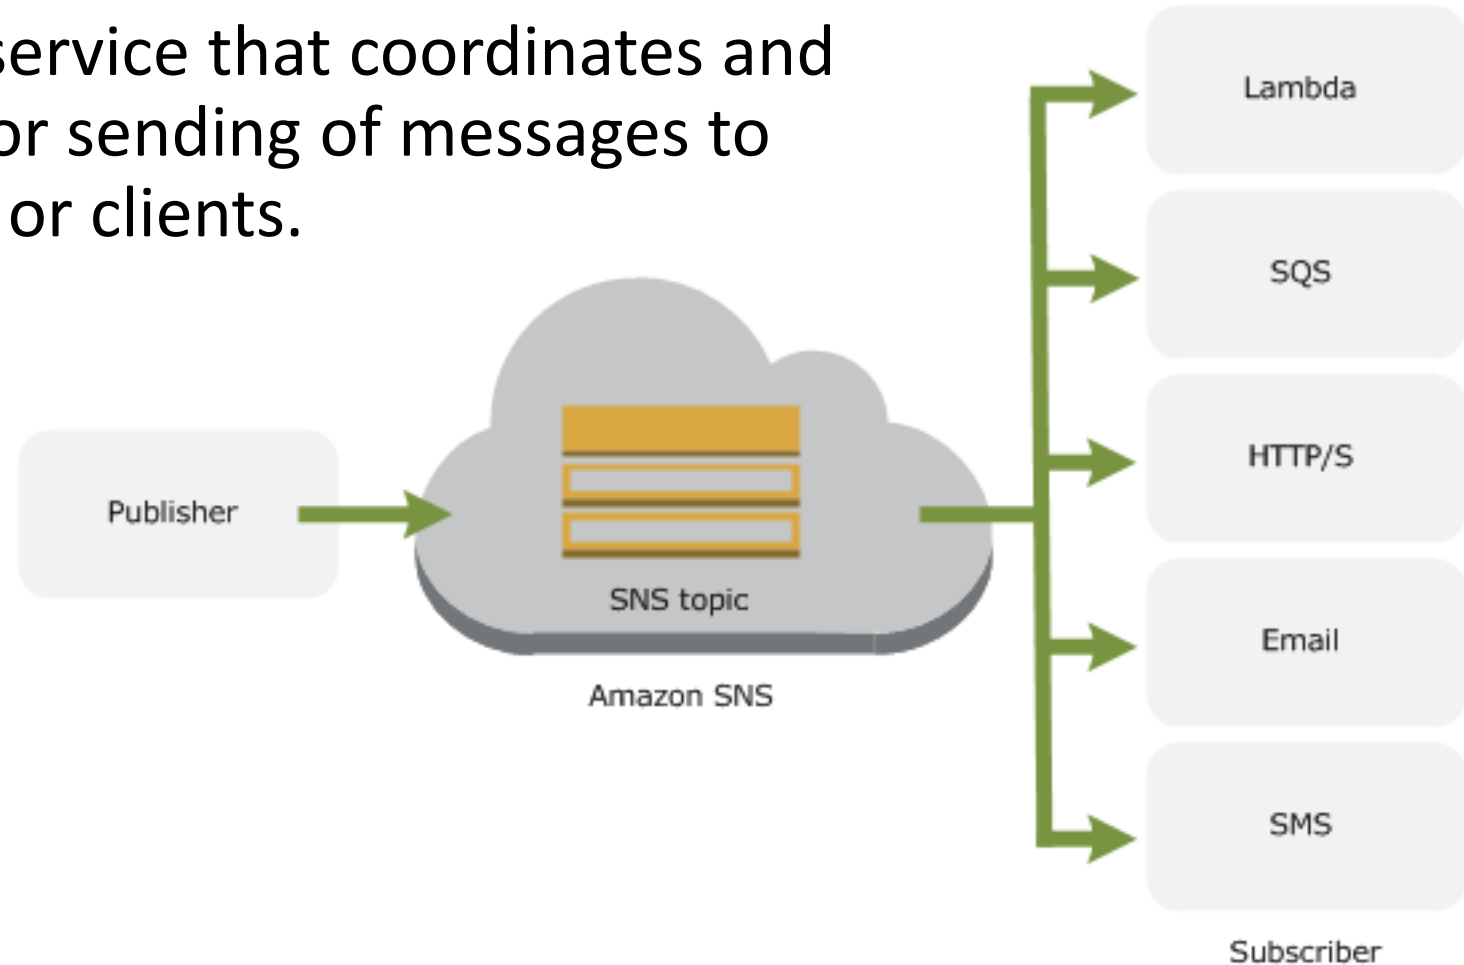 service that coordinates and
or sending of messages to
or clients.
Lambda
SQS
HTTP/S
Publisher
SNS topic
Email
Amazon SNS
SMS
Subscriber